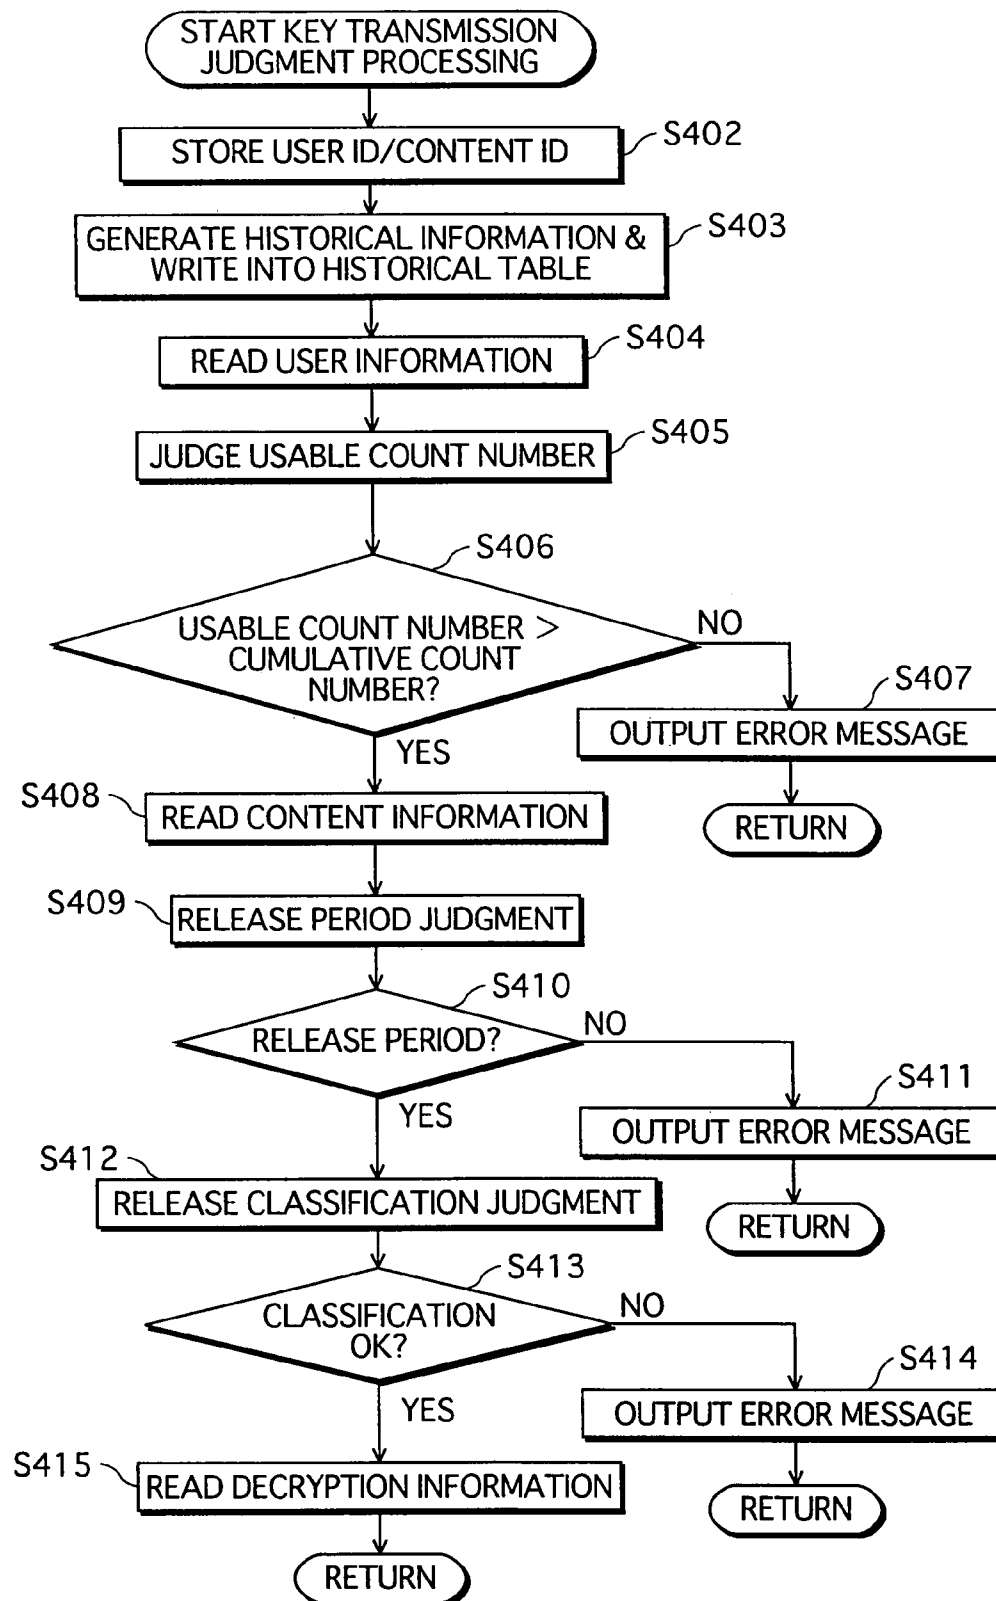 START KEY TRANSMISSION
JUDGMENT PROCESSING
S402
STORE USER ID/CONTENT ID
S403
GENERATE HISTORICAL INFORMATION &
WRITE INTO HISTORICAL TABLE
S404
READ USER INFORMATION
S405
JUDGE USABLE COUNT NUMBER
S406
USABLE COUNT NUMBER >
CUMULATIVE COUNT
NUMBER?
NO
S407
OUTPUT ERROR MESSAGE
RETURN
YES
S408
READ CONTENT INFORMATION
S409
RELEASE PERIOD JUDGMENT
S410
RELEASE PERIOD?
NO
S411
OUTPUT ERROR MESSAGE
RETURN
YES
S412
RELEASE CLASSIFICATION JUDGMENT
S413
CLASSIFICATION
OK?
NO
S414
OUTPUT ERROR MESSAGE
RETURN
YES
S415
READ DECRYPTION INFORMATION
RETURN